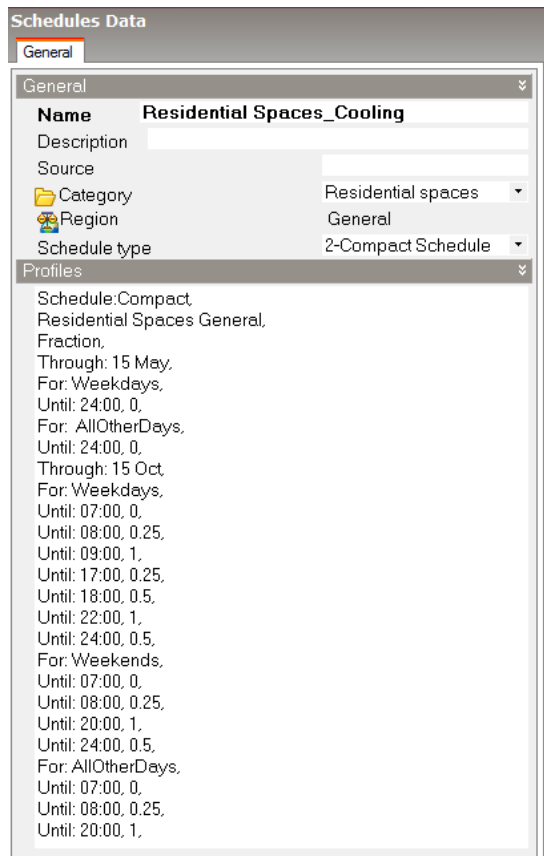 Schedules Data
General
General
Name Residential Spaces_Cooling
Description
Source
Category Residential spaces
Region General
Schedule type 2-Compact Schedule
Profiles
Schedule:Compact,
Residential Spaces General,
Fraction,
Through: 15 May,
For: Weekdays,
Until: 24:00, 0,
For:  AllOtherDays,
Until: 24:00, 0,
Through: 15 Oct,
For: Weekdays,
Until: 07:00, 0,
Until: 08:00, 0.25,
Until: 09:00, 1,
Until: 17:00, 0.25,
Until: 18:00, 0.5,
Until: 22:00, 1,
Until: 24:00, 0.5,
For: Weekends,
Until: 07:00, 0,
Until: 08:00, 0.25,
Until: 20:00, 1,
Until: 24:00, 0.5,
For: AllOtherDays,
Until: 07:00, 0,
Until: 08:00, 0.25,
Until: 20:00, 1,